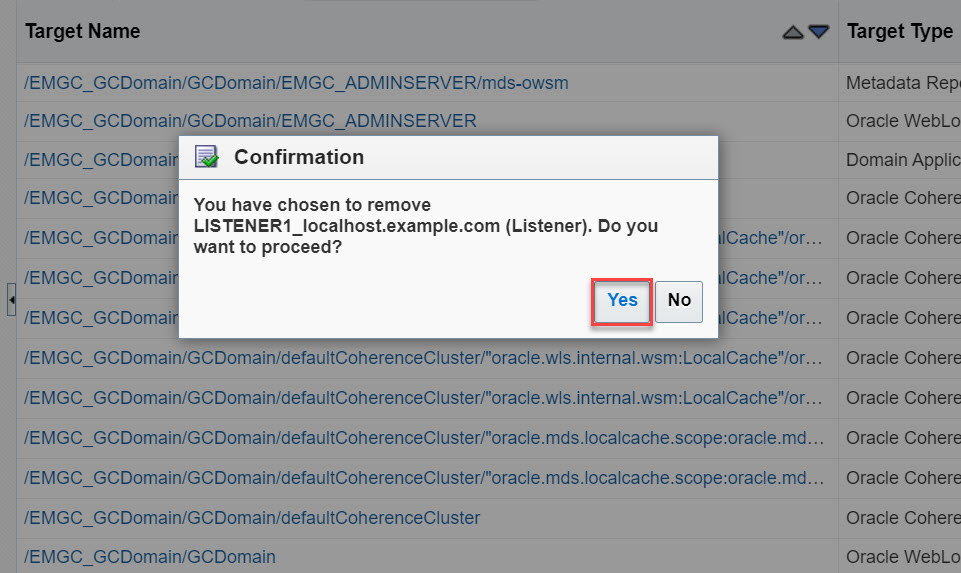 Target Name Target Type
/EMGC_GCDomain/GCDomain/EMGC_ADMINSERVER/mds-owsm Metadata Rep
/EMGC_GCDomain/GCDomain/EMGC_ADMINSERVER Oracle WebLo
/EMGC_GCDomain Domain Applic
/EMGC_GCDomain Oracle Cohere
/EMGC_GCDomain alCache"/or… Oracle Cohere
/EMGC_GCDomain alCache"/or… Oracle Cohere
/EMGC_GCDomain alCache"/or… Oracle Cohere
Confirmation
You have chosen to remove
LISTENER1_localhost.example.com (Listener). Do you
want to proceed?
Yes No
/EMGC_GCDomain/GCDomain/defaultCoherenceCluster/"oracle.wls.internal.wsm:LocalCache"/or… Oracle Cohere
/EMGC_GCDomain/GCDomain/defaultCoherenceCluster/"oracle.wls.internal.wsm:LocalCache"/or… Oracle Cohere
/EMGC_GCDomain/GCDomain/defaultCoherenceCluster/"oracle.mds.localcache.scope:oracle.md… Oracle Cohere
/EMGC_GCDomain/GCDomain/defaultCoherenceCluster/"oracle.mds.localcache.scope:oracle.md… Oracle Cohere
/EMGC_GCDomain/GCDomain/defaultCoherenceCluster Oracle Cohere
/EMGC_GCDomain/GCDomain Oracle WebLo